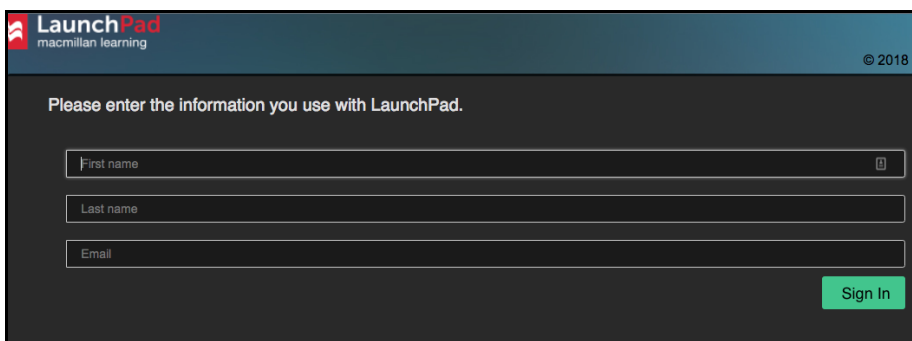 LaunchPad
macmillan learning
© 2018
Please enter the information you use with LaunchPad.
First name
Last name
Email
Sign In